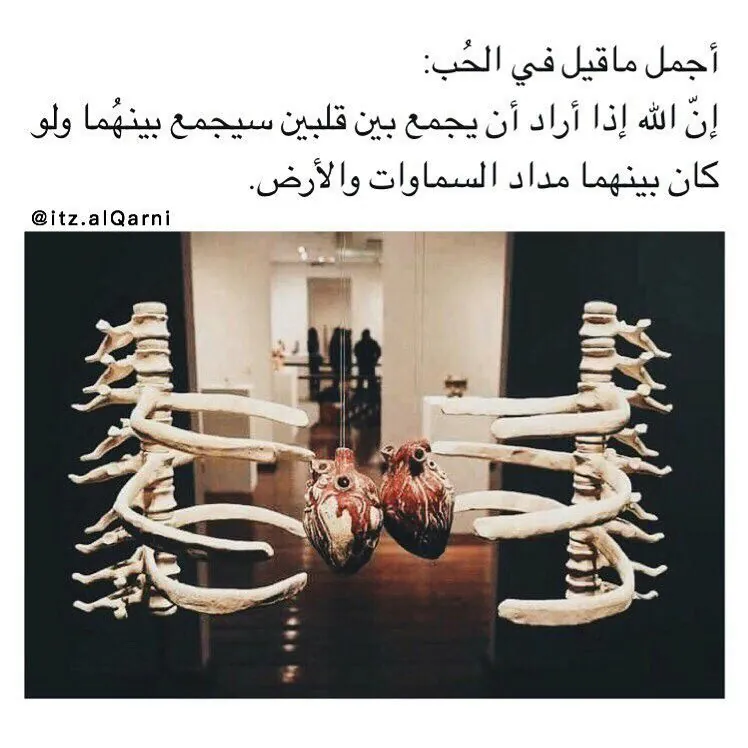 أجمل ماقيل في الحُب:
إنّ الله إذا أراد أن يجمع بين قلبين سيجمع بينهُما ولو
كان بينهما مداد السماوات والأرض.
@itz.alQarni